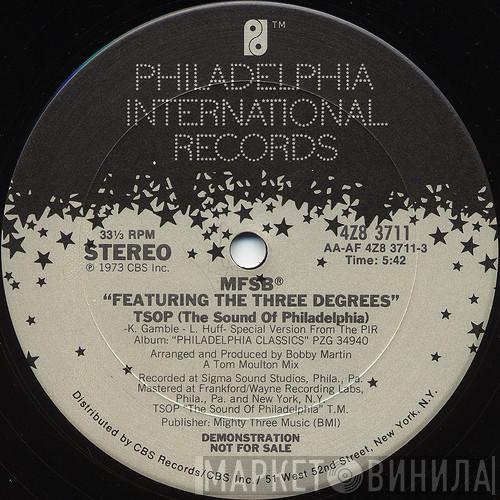 TM
PHILADELPHIA
INTERNATIONAL
RECORDS
33⅓ RPM
STEREO
℗ 1973 CBS Inc.
4Z8 3711
AA-AF 4Z8 3711-3
Time: 5:42
MFSB®
"FEATURING THE THREE DEGREES"
TSOP (The Sound Of Philadelphia)
-K. Gamble - L. Huff- Special Version From The PIR
Album: "PHILADELPHIA CLASSICS" PZG 34940
Arranged and Produced by Bobby Martin
A Tom Moulton Mix
Recorded at Sigma Sound Studios, Phila., Pa.
Mastered at Frankford/Wayne Recording Labs,
Phila., Pa. and New York, N.Y.
TSOP "The Sound Of Philadelphia" T.M.
Publisher: Mighty Three Music (BMI)
DEMONSTRATION
NOT FOR SALE
Distributed by CBS Records/CBS Inc./ 51 West 52nd Street, New York, N.Y.
МАРКЕТ ВИНИЛА